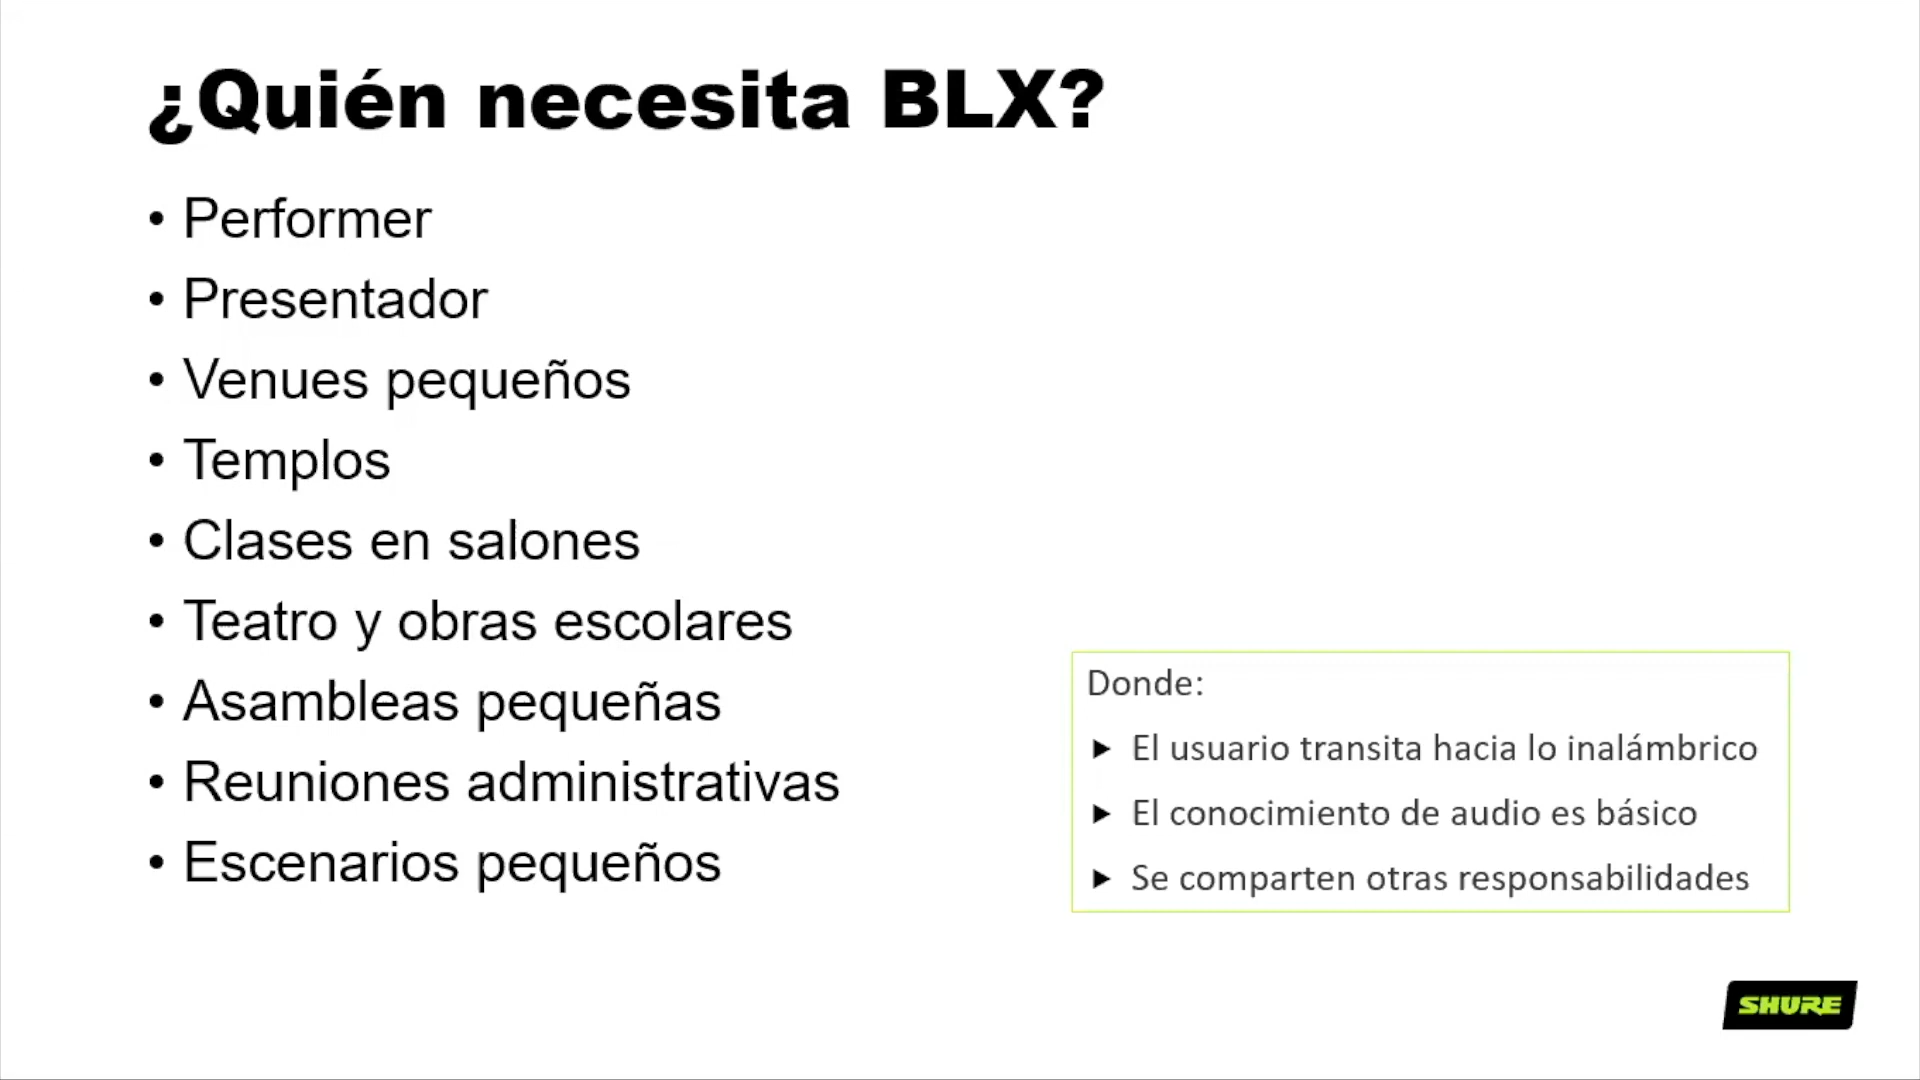 ¿Quién necesita BLX?
• Performer
• Presentador
• Venues pequeños
• Templos
• Clases en salones
• Teatro y obras escolares
• Asambleas pequeñas
• Reuniones administrativas
• Escenarios pequeños
Donde:
► El usuario transita hacia lo inalámbrico
► El conocimiento de audio es básico
► Se comparten otras responsabilidades
SHURE